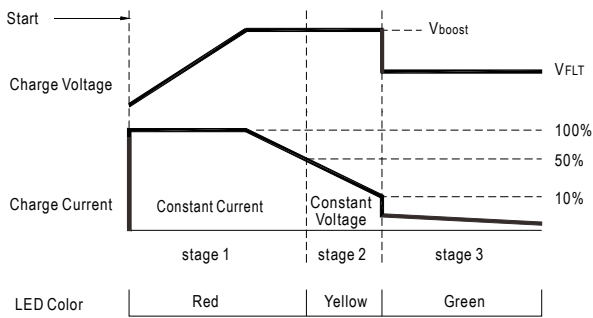 Start
Vboost
Charge Voltage
VFLT
100%
50%
10%
Charge Current
Constant Current
Constant
Voltage
stage 1
stage 2
stage 3
LED Color
Red
Yellow
Green